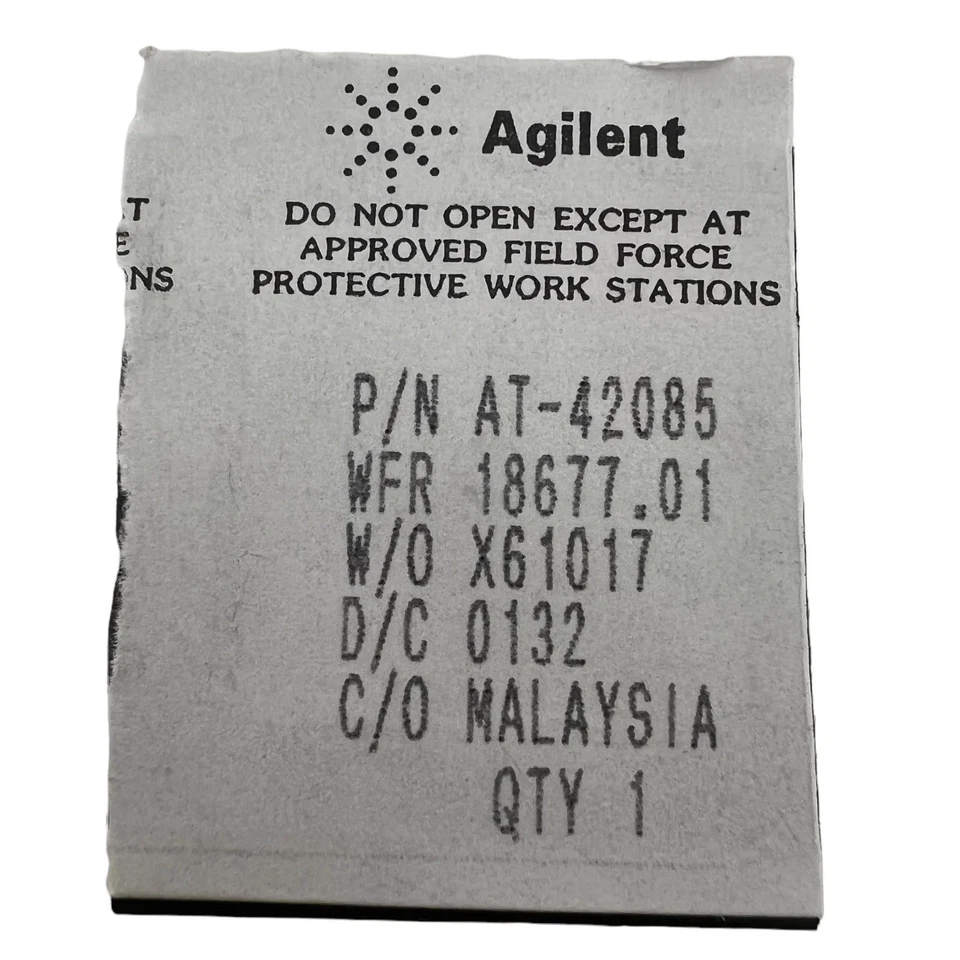 Agilent
DO NOT OPEN EXCEPT AT
APPROVED FIELD FORCE
PROTECTIVE WORK STATIONS
P/N AT-42085
WFR 18677.01
W/O X61017
D/C 0132
C/O MALAYSIA
QTY 1